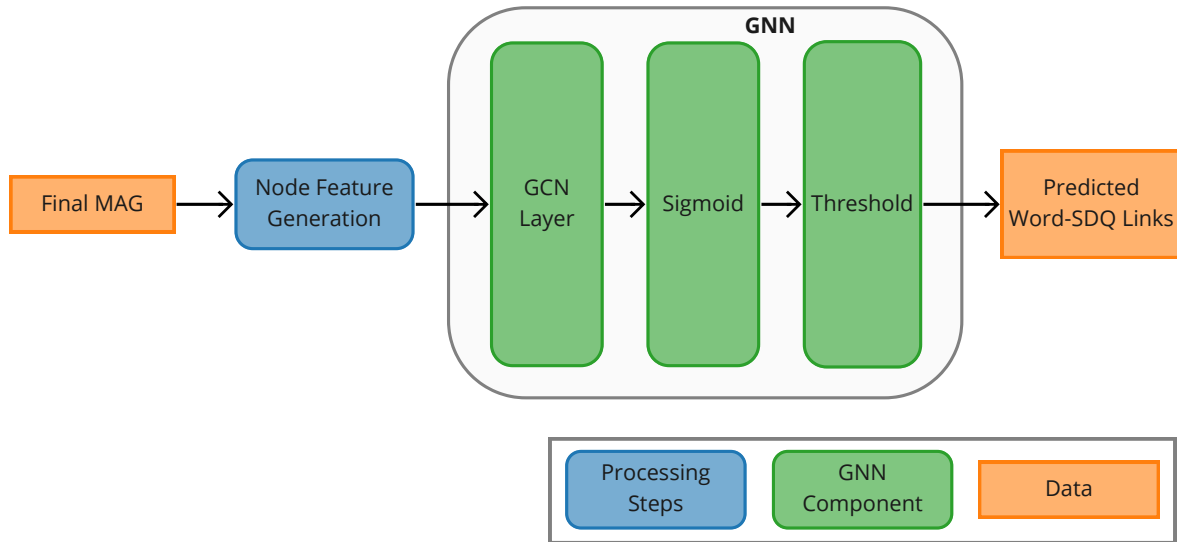 GNN
Final MAG
Node Feature
Generation
GCN
Layer
Sigmoid
Threshold
Predicted
Word-SDQ Links
Processing
Steps
GNN
Component
Data